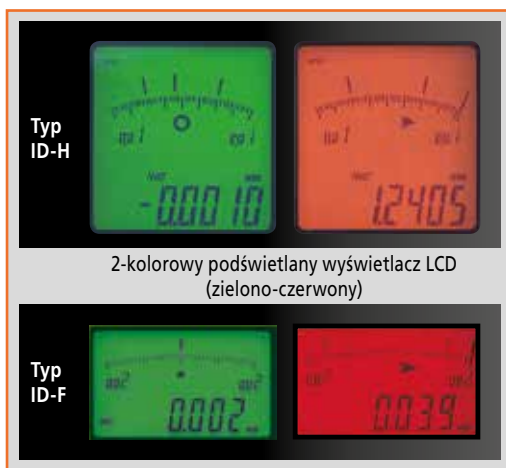 Typ
ID-H
-0.0010
1.2405
2-kolorowy podświetlany wyświetlacz LCD
(zielono-czerwony)
Typ
ID-F
0.002
0.039